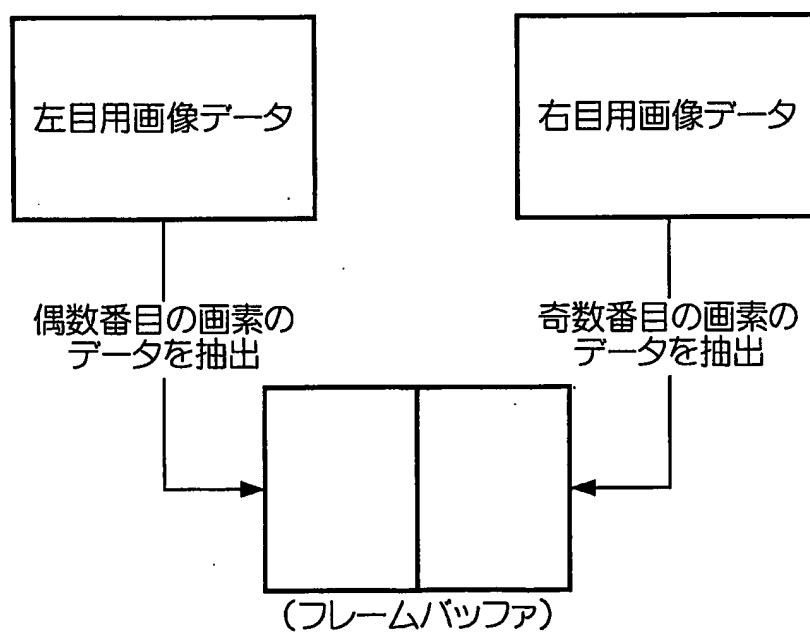 左目用画像データ
右目用画像データ
偶数番目の画素の
データを抽出
奇数番目の画素の
データを抽出
(フレームバッファ)